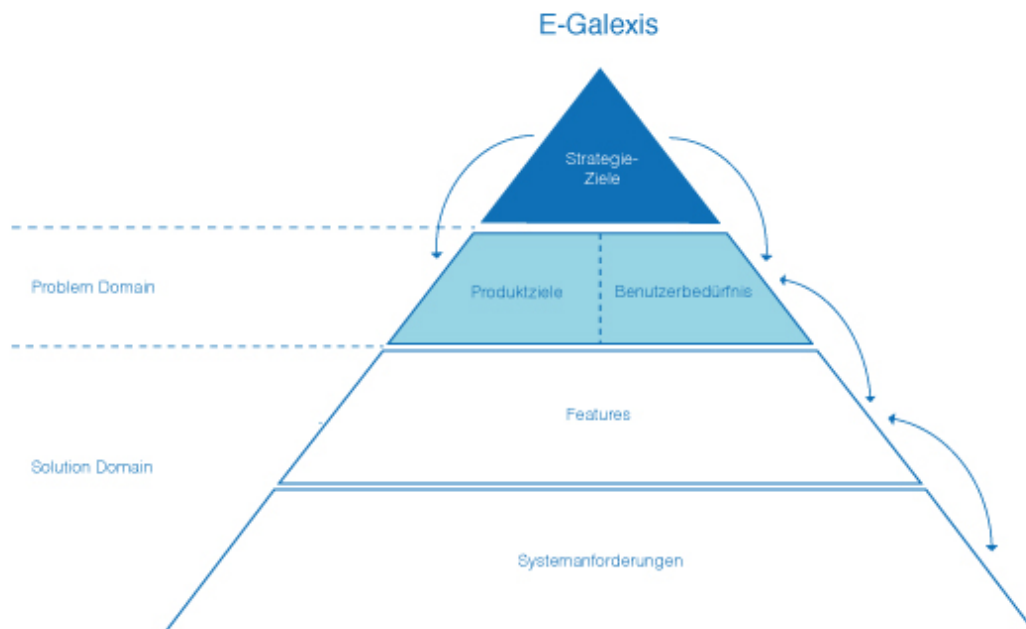 E-Galexis
Strategie-
Ziele
Problem Domain
Produktziele
Benutzerbedürfnis
Features
Solution Domain
Systemanforderungen